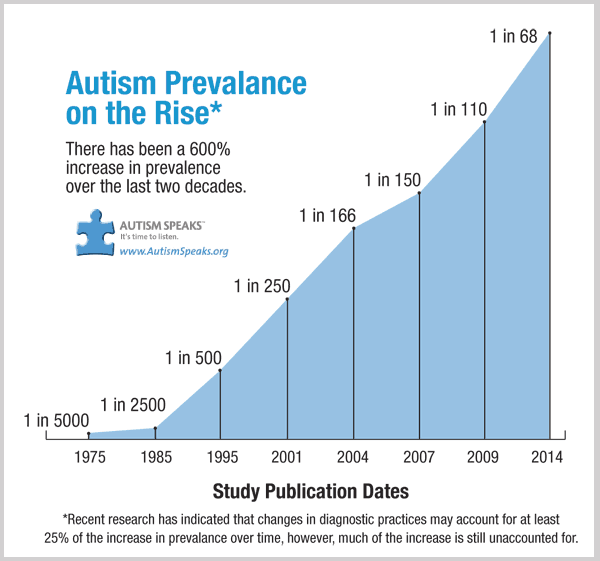 Autism Prevalance
on the Rise*
There has been a 600%
increase in prevalence
over the last two decades.
AUTISM SPEAKS™
It's time to listen.
www.AutismSpeaks.org
1 in 5000
1 in 2500
1 in 500
1 in 250
1 in 166
1 in 150
1 in 110
1 in 68
1975 1985 1995 2001 2004 2007 2009 2014
Study Publication Dates
*Recent research has indicated that changes in diagnostic practices may account for at least
25% of the increase in prevalance over time, however, much of the increase is still unaccounted for.